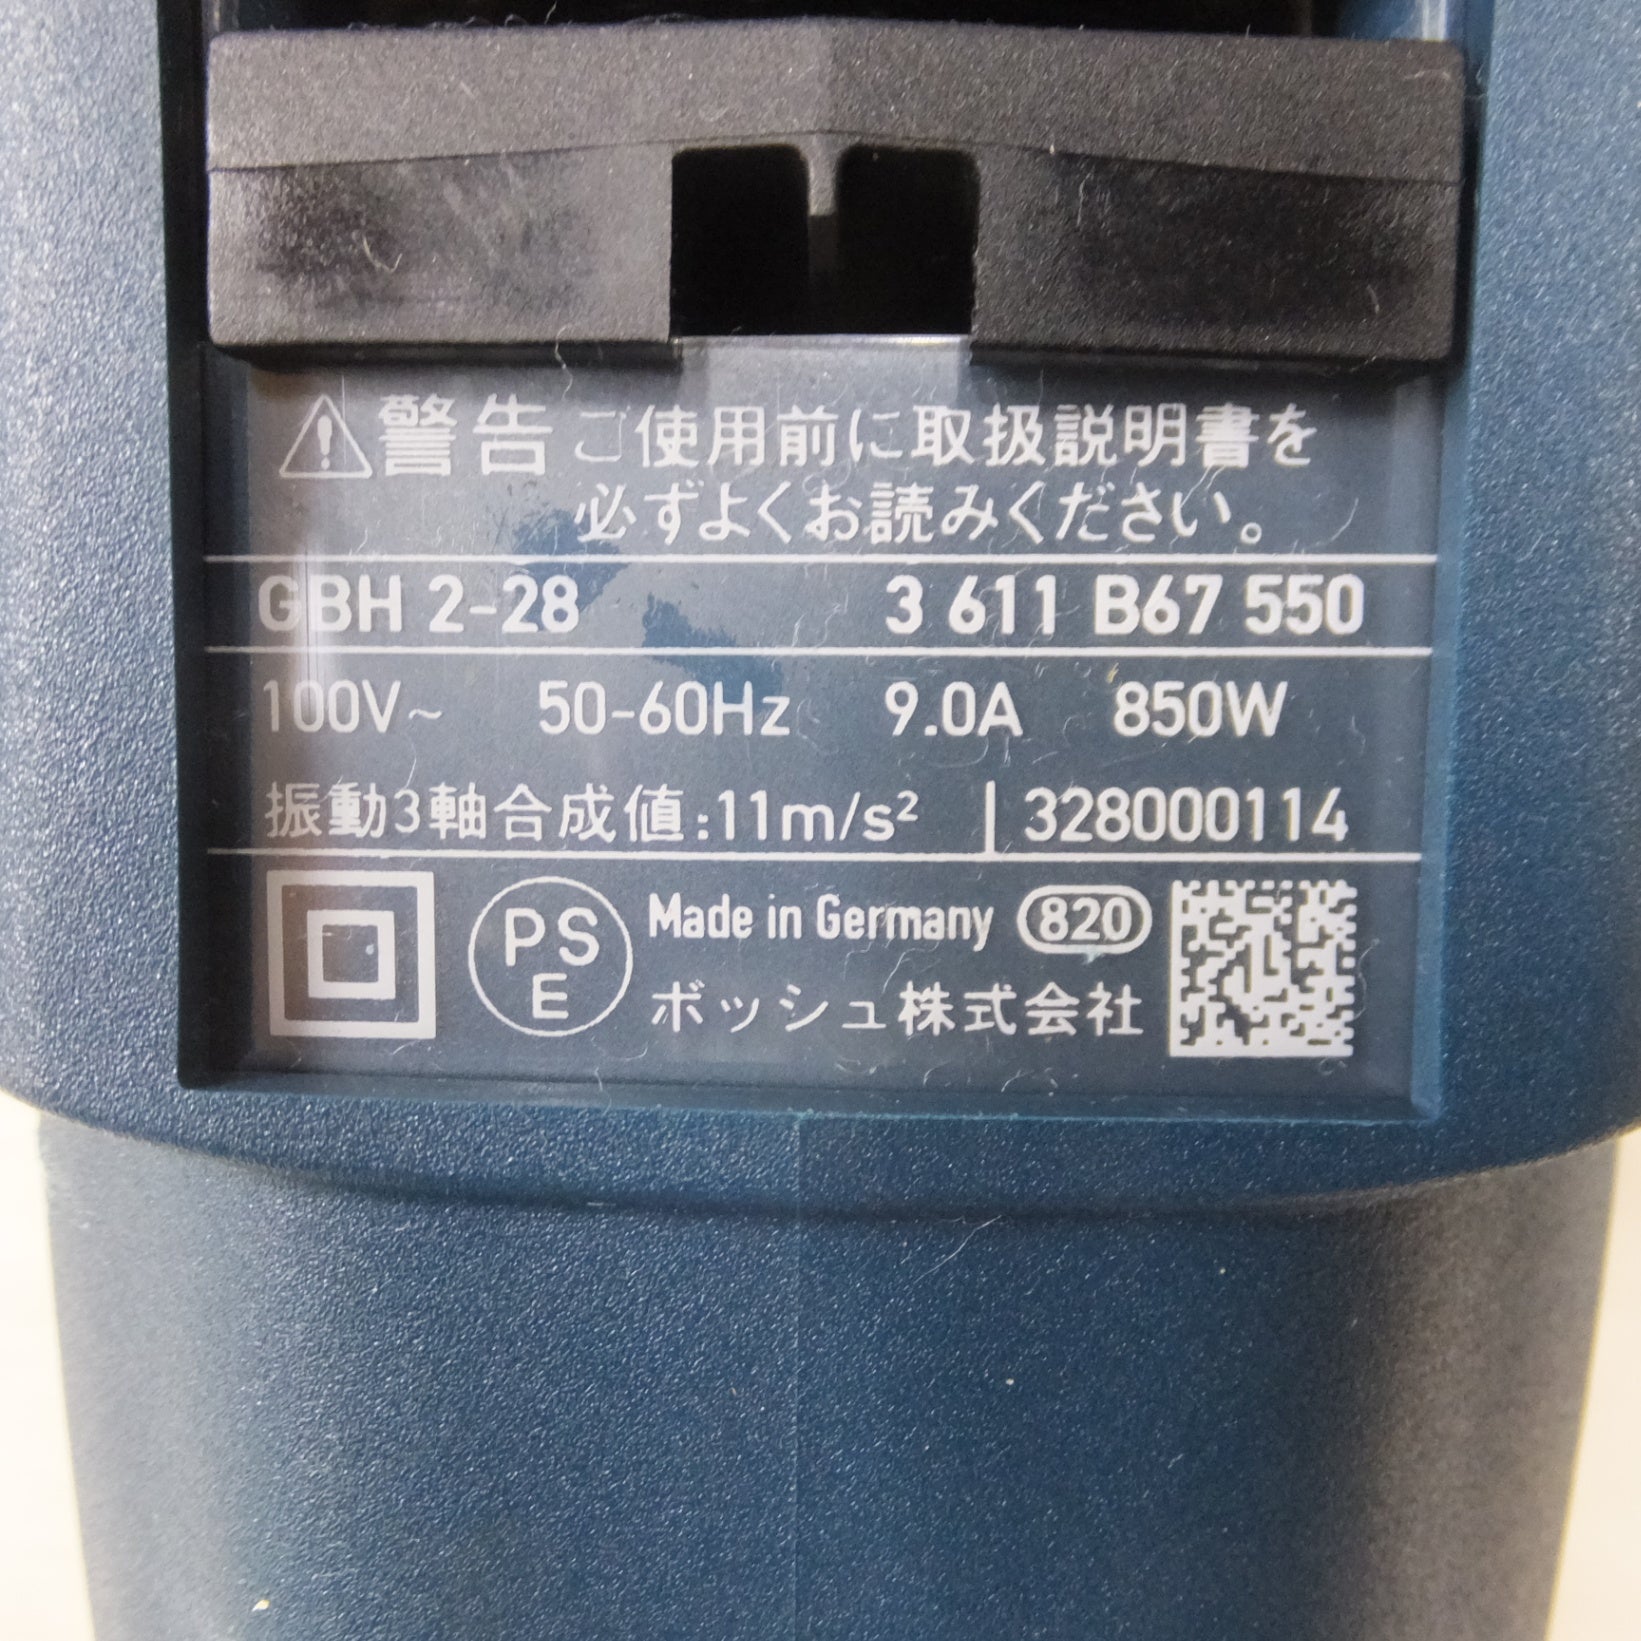 警告 ご使用前に取扱説明書を
必ずよくお読みください。
GBH 2-28 3 611 B67 550
100V~ 50-60Hz 9.0A 850W
振動3軸合成値:11m/s² | 328000114
PSE Made in Germany 820
ボッシュ株式会社